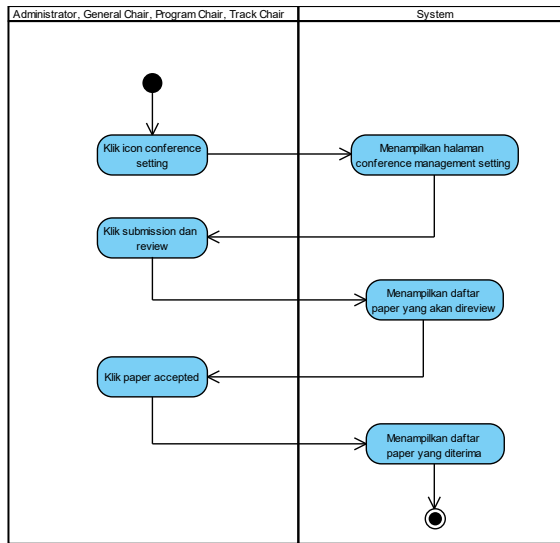 Administrator, General Chair, Program Chair, Track Chair
System
Klik icon conference
setting
Menampilkan halaman
conference management setting
Klik submission dan
review
Menampilkan daftar
paper yang akan direview
Klik paper accepted
Menampilkan daftar
paper yang diterima